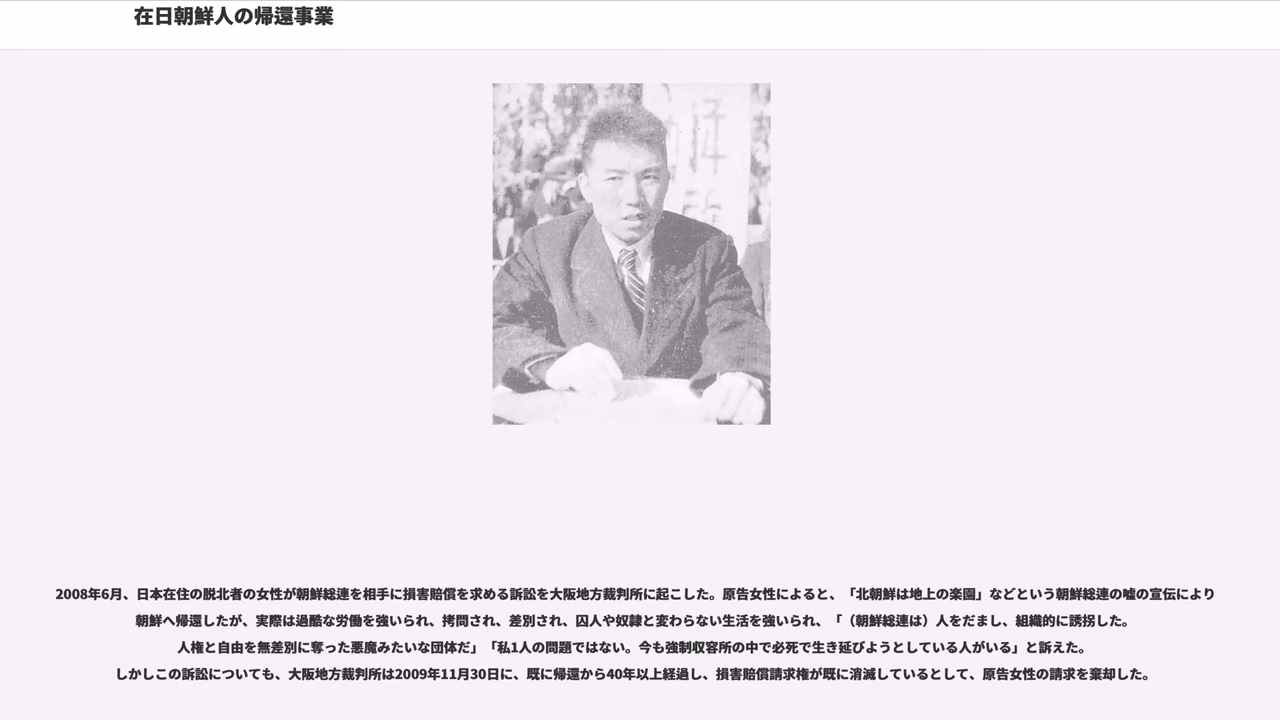 在日朝鮮人の帰還事業
2008年6月、日本在住の脱北者の女性が朝鮮総連を相手に損害賠償を求める訴訟を大阪地方裁判所に起こした。原告女性によると、「北朝鮮は地上の楽園」などという朝鮮総連の嘘の宣伝により
朝鮮へ帰還したが、実際は過酷な労働を強いられ、拷問され、差別され、囚人や奴隷と変わらない生活を強いられ、「（朝鮮総連は）人をだまし、組織的に誘拐した。
人権と自由を無差別に奪った悪魔みたいな団体だ」「私1人の問題ではない。今も強制収容所の中で必死で生き延びようとしている人がいる」と訴えた。
しかしこの訴訟についても、大阪地方裁判所は2009年11月30日に、既に帰還から40年以上経過し、損害賠償請求権が既に消滅しているとして、原告女性の請求を棄却した。